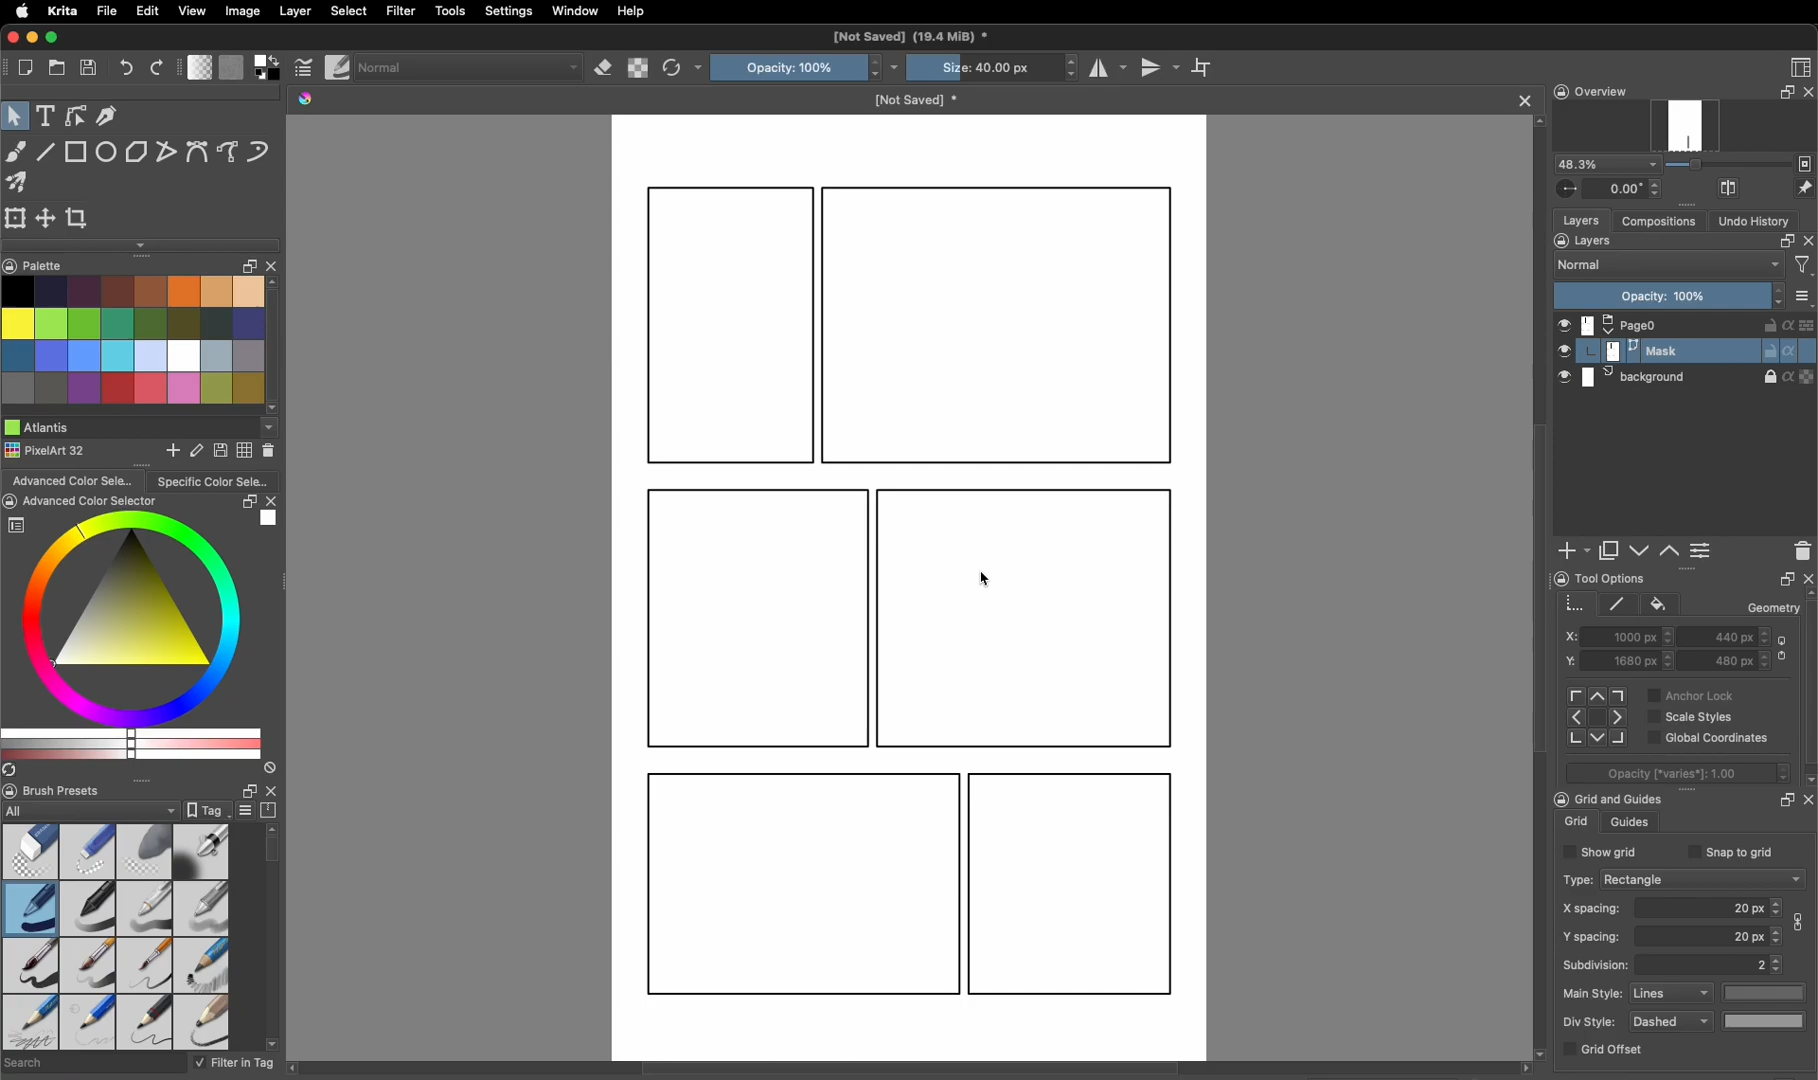 Krita File Edit View Image Layer Select Filter Tools Settings Window Help
[Not Saved] (19.4 MiB) *
Normal
Opacity: 100%
Size: 40.00 px
[Not Saved] *
Palette
Atlantis
PixelArt 32
Advanced Color Sele...
Specific Color Sele...
Advanced Color Selector
Brush Presets
All
Tag
Search
Filter in Tag
Overview
48.3%
0.00°
Layers
Compositions
Undo History
Layers
Normal
Opacity: 100%
Page0
Mask
background
Tool Options
Geometry
X: 1000 px 440 px
Y: 1680 px 480 px
Anchor Lock
Scale Styles
Global Coordinates
Opacity [*varies*]: 1.00
Grid and Guides
Grid
Guides
Show grid
Snap to grid
Type: Rectangle
X spacing: 20 px
Y spacing: 20 px
Subdivision: 2
Main Style: Lines
Div Style: Dashed
Grid Offset